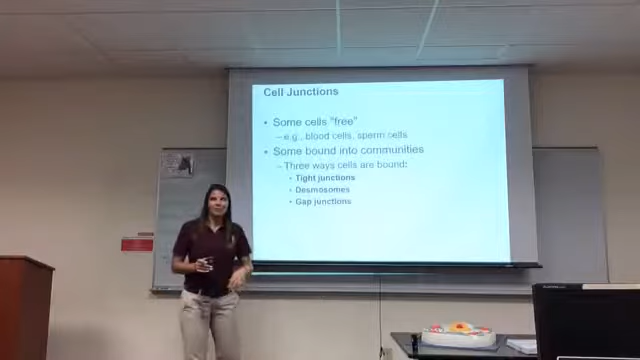 Cell Junctions
• Some cells "free"
– e.g., blood cells, sperm cells
• Some bound into communities
– Three ways cells are bound:
• Tight junctions
• Desmosomes
• Gap junctions